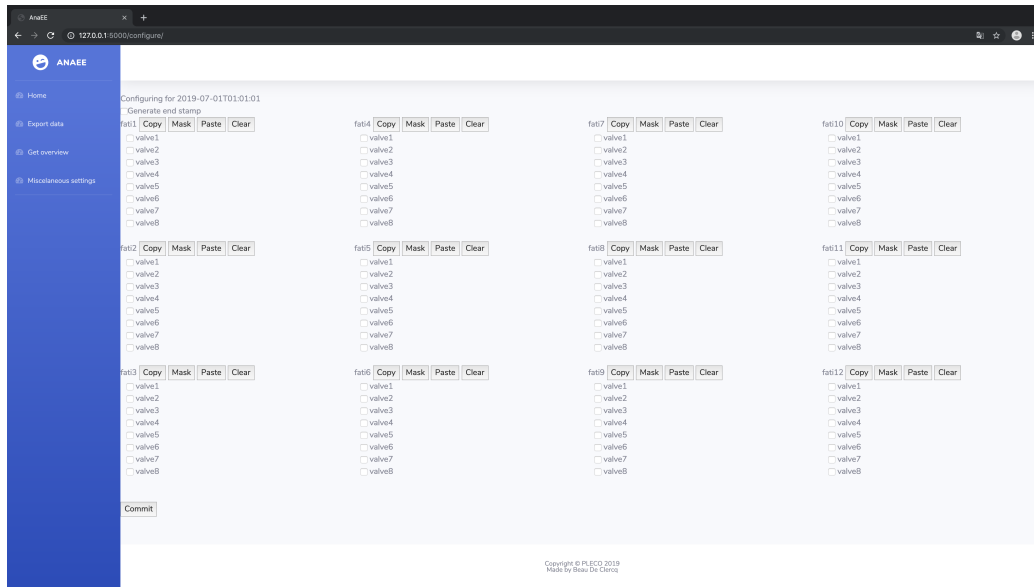 AnaEE
127.0.0.1:5000/configure/
ANAEE
Home
Export data
Get overview
Miscelaneous settings
Configuring for 2019-07-01T01:01:01
Generate end stamp
fati1 Copy Mask Paste Clear
valve1
valve2
valve3
valve4
valve5
valve6
valve7
valve8
fati2 Copy Mask Paste Clear
valve1
valve2
valve3
valve4
valve5
valve6
valve7
valve8
fati3 Copy Mask Paste Clear
valve1
valve2
valve3
valve4
valve5
valve6
valve7
valve8
fati4 Copy Mask Paste Clear
valve1
valve2
valve3
valve4
valve5
valve6
valve7
valve8
fati5 Copy Mask Paste Clear
valve1
valve2
valve3
valve4
valve5
valve6
valve7
valve8
fati6 Copy Mask Paste Clear
valve1
valve2
valve3
valve4
valve5
valve6
valve7
valve8
fati7 Copy Mask Paste Clear
valve1
valve2
valve3
valve4
valve5
valve6
valve7
valve8
fati8 Copy Mask Paste Clear
valve1
valve2
valve3
valve4
valve5
valve6
valve7
valve8
fati9 Copy Mask Paste Clear
valve1
valve2
valve3
valve4
valve5
valve6
valve7
valve8
fati10 Copy Mask Paste Clear
valve1
valve2
valve3
valve4
valve5
valve6
valve7
valve8
fati11 Copy Mask Paste Clear
valve1
valve2
valve3
valve4
valve5
valve6
valve7
valve8
fati12 Copy Mask Paste Clear
valve1
valve2
valve3
valve4
valve5
valve6
valve7
valve8
Commit
Copyright © PLECO 2019
Made by Beau De Clercq